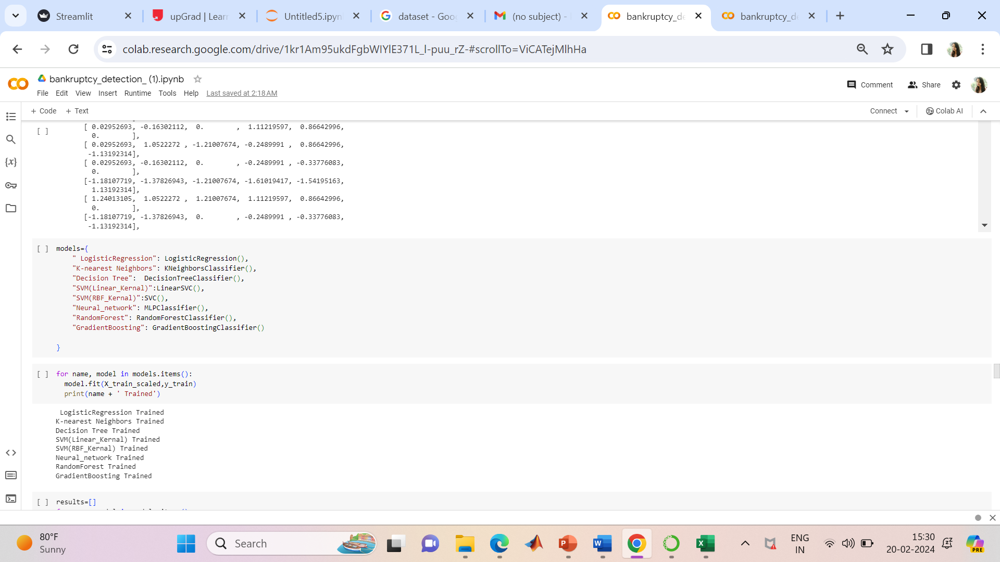 Streamlit
upGrad | Lear
Untitled5.ipyn
dataset - Goo
(no subject) -
bankruptcy_de
bankruptcy_de
colab.research.google.com/drive/1kr1Am95ukdFgbWIYlE371L_l-puu_rZ-#scrollTo=ViCATejMlhHa
bankruptcy_detection_ (1).ipynb
Comment
Share
File Edit View Insert Runtime Tools Help Last saved at 2:18 AM
+ Code + Text
Connect
Colab AI
[ ]
[ 0.02952693, -0.16302112, 0. , 1.11219597, 0.86642996,
0. ],
[ 0.02952693, 1.0522272 , -1.21007674, -0.2489991 , 0.86642996,
-1.13192314],
[ 0.02952693, -0.16302112, 0. , -0.2489991 , -0.33776083,
0. ],
[-1.18107719, -1.37826943, -1.21007674, -1.61019417, -1.54195163,
1.13192314],
[ 1.24013105, 1.0522272 , 1.21007674, 1.11219597, 0.86642996,
0. ],
[-1.18107719, -1.37826943, 0. , -0.2489991 , -0.33776083,
-1.13192314],
[ ] models={
" LogisticRegression": LogisticRegression(),
"K-nearest Neighbors": KNeighborsClassifier(),
"Decision Tree": DecisionTreeClassifier(),
"SVM(Linear_Kernal)":LinearSVC(),
"SVM(RBF_Kernal)":SVC(),
"Neural_network": MLPClassifier(),
"RandomForest": RandomForestClassifier(),
"GradientBoosting": GradientBoostingClassifier()
}
[ ] for name, model in models.items():
model.fit(X_train_scaled,y_train)
print(name + ' Trained')
LogisticRegression Trained
K-nearest Neighbors Trained
Decision Tree Trained
SVM(Linear_Kernal) Trained
SVM(RBF_Kernal) Trained
Neural_network Trained
RandomForest Trained
GradientBoosting Trained
[ ] results=[]
80°F
Sunny
Search
ENG
IN
15:30
20-02-2024
PRE